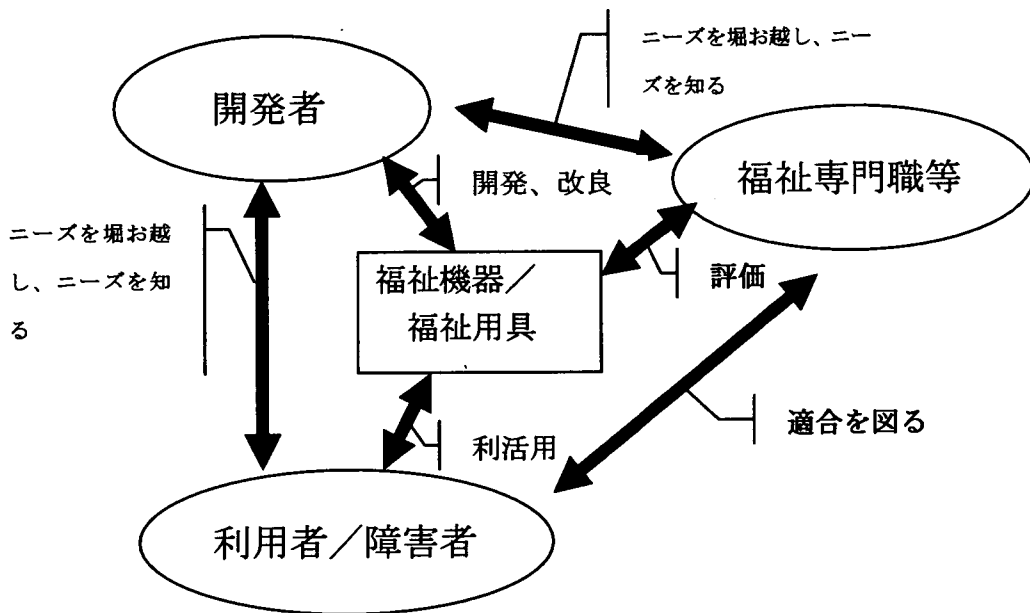 ニーズを堀お越し、ニー
ズを知る
開発者
福祉専門職等
開発、改良
ニーズを堀お越
し、ニーズを知
る
評価
福祉機器／
福祉用具
適合を図る
利活用
利用者／障害者